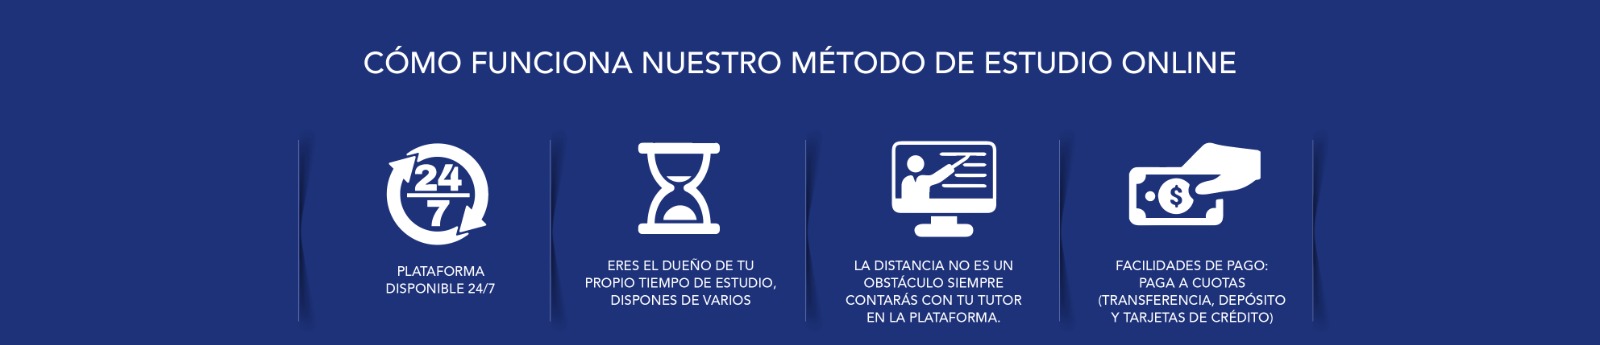 CÓMO FUNCIONA NUESTRO MÉTODO DE ESTUDIO ONLINE
24
7
PLATAFORMA
DISPONIBLE 24/7
ERES EL DUEÑO DE TU
PROPIO TIEMPO DE ESTUDIO,
DISPONES DE VARIOS
LA DISTANCIA NO ES UN
OBSTÁCULO SIEMPRE
CONTARÁS CON TU TUTOR
EN LA PLATAFORMA.
$
FACILIDADES DE PAGO:
PAGA A CUOTAS
(TRANSFERENCIA, DEPÓSITO
Y TARJETAS DE CRÉDITO)